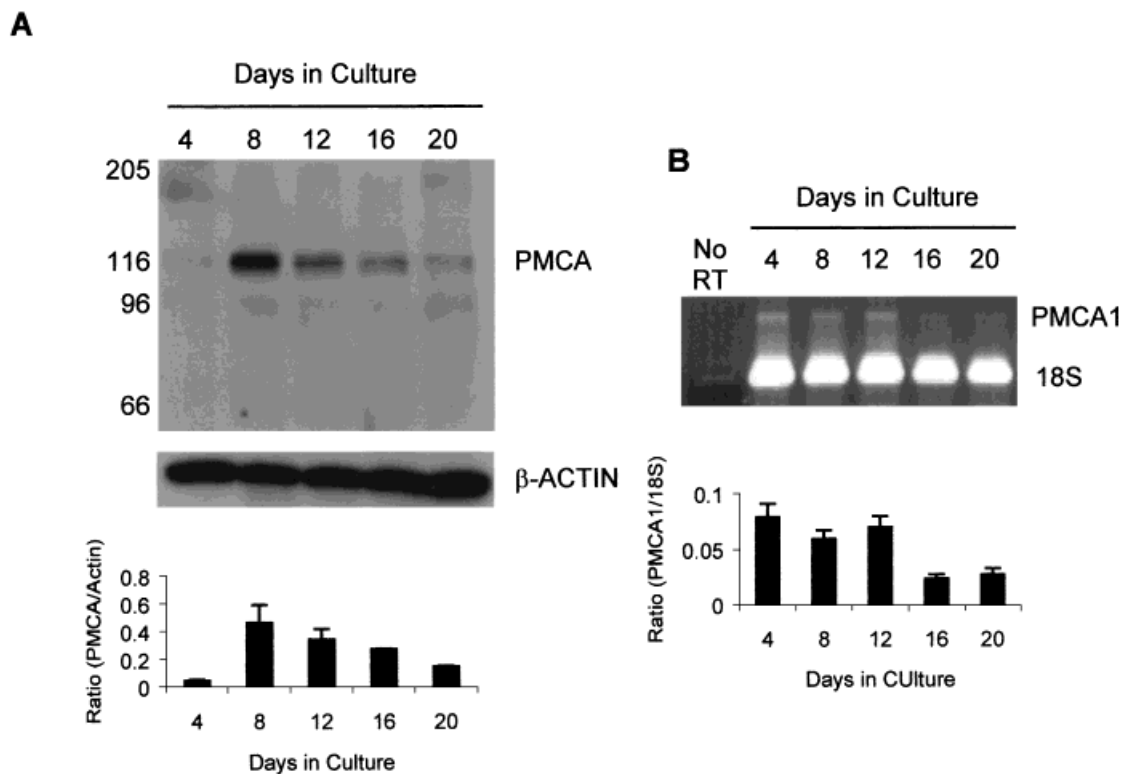 A
Days in Culture
4 8 12 16 20
205
116
96
66
PMCA
β-ACTIN
Ratio (PMCA/Actin)
0.8
0.6
0.4
0.2
0
4 8 12 16 20
Days in Culture
B
Days in Culture
No RT
4 8 12 16 20
PMCA1
18S
Ratio (PMCA1/18S)
0.1
0.05
0
4 8 12 16 20
Days in CUlture